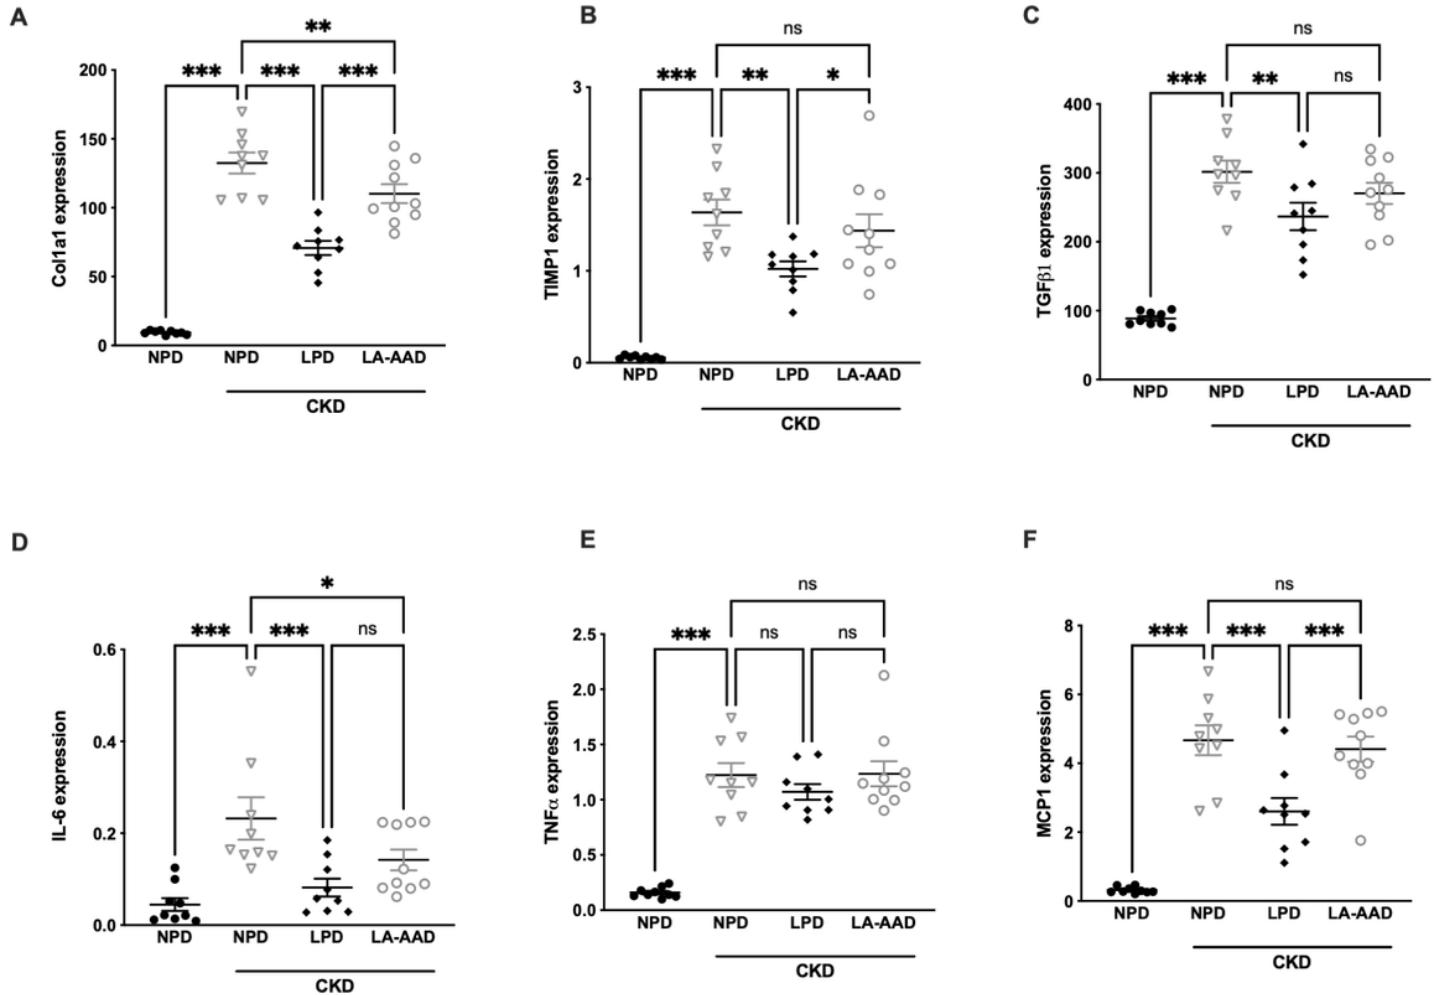 A
B
C
**
ns
ns
*** *** ***
*** ** *
*** ** ns
Col1a1 expression
200
150
100
50
0
NPD NPD LPD LA-AAD
CKD
TIMP1 expression
3
2
1
0
NPD NPD LPD LA-AAD
CKD
TGFβ1 expression
400
300
200
100
0
NPD NPD LPD LA-AAD
CKD
D
E
F
*
ns
ns
*** *** ns
*** ns ns
*** *** ***
IL-6 expression
0.6
0.4
0.2
0.0
NPD NPD LPD LA-AAD
CKD
TNFα expression
2.5
2.0
1.5
1.0
0.5
0.0
NPD NPD LPD LA-AAD
CKD
MCP1 expression
8
6
4
2
0
NPD NPD LPD LA-AAD
CKD